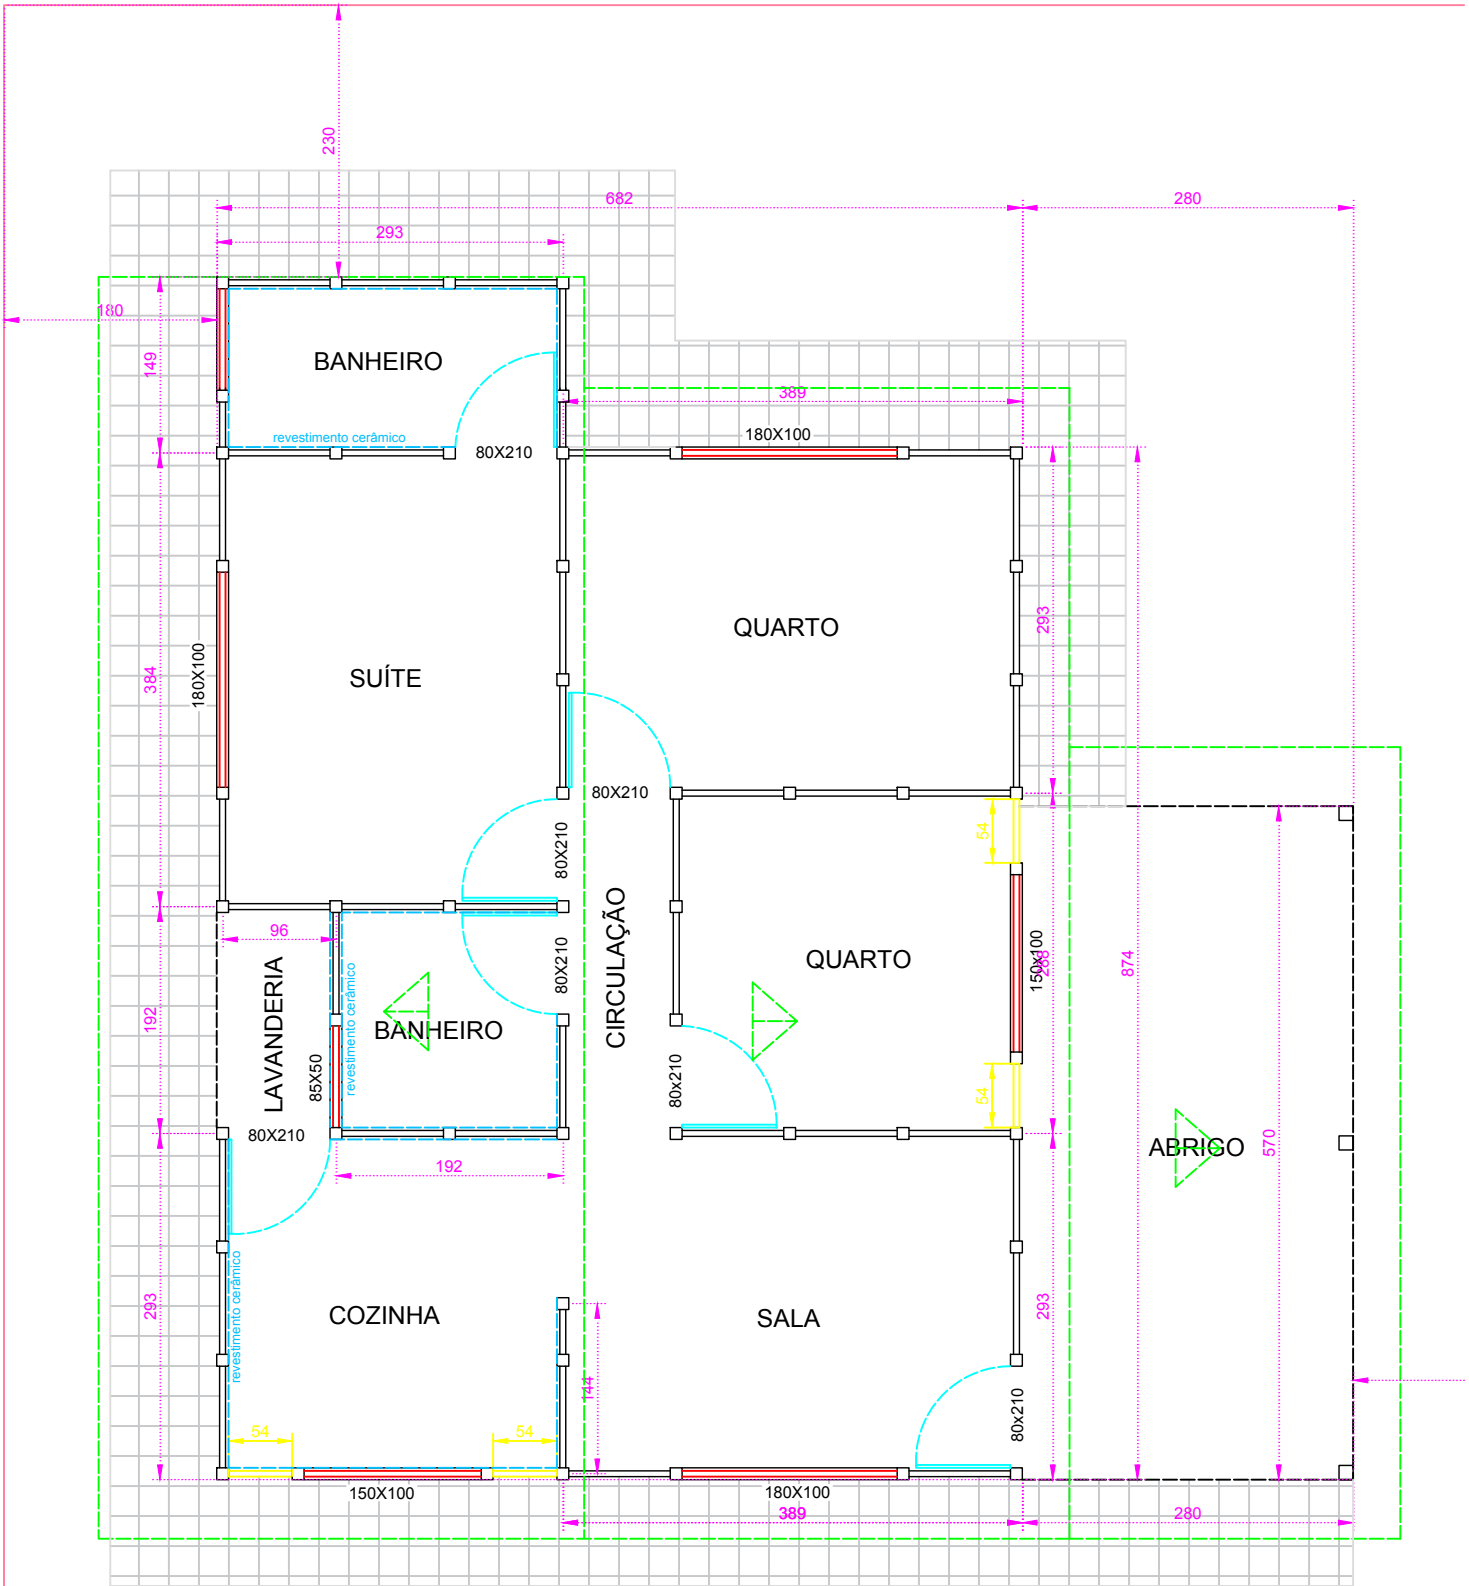 230
682
280
293
180
149
BANHEIRO
389
revestimento cerâmico
80X210
180X100
293
QUARTO
874
384
180X100
SUÍTE
80X210
54
80X210
96
CIRCULAÇÃO
QUARTO
150x100
288
192
LAVANDERIA
revestimento cerâmico
BANHEIRO
80X210
85X50
80x210
54
80X210
192
ABRIGO
570
293
revestimento cerâmico
COZINHA
SALA
293
144
80x210
54
54
150X100
180X100
389
280